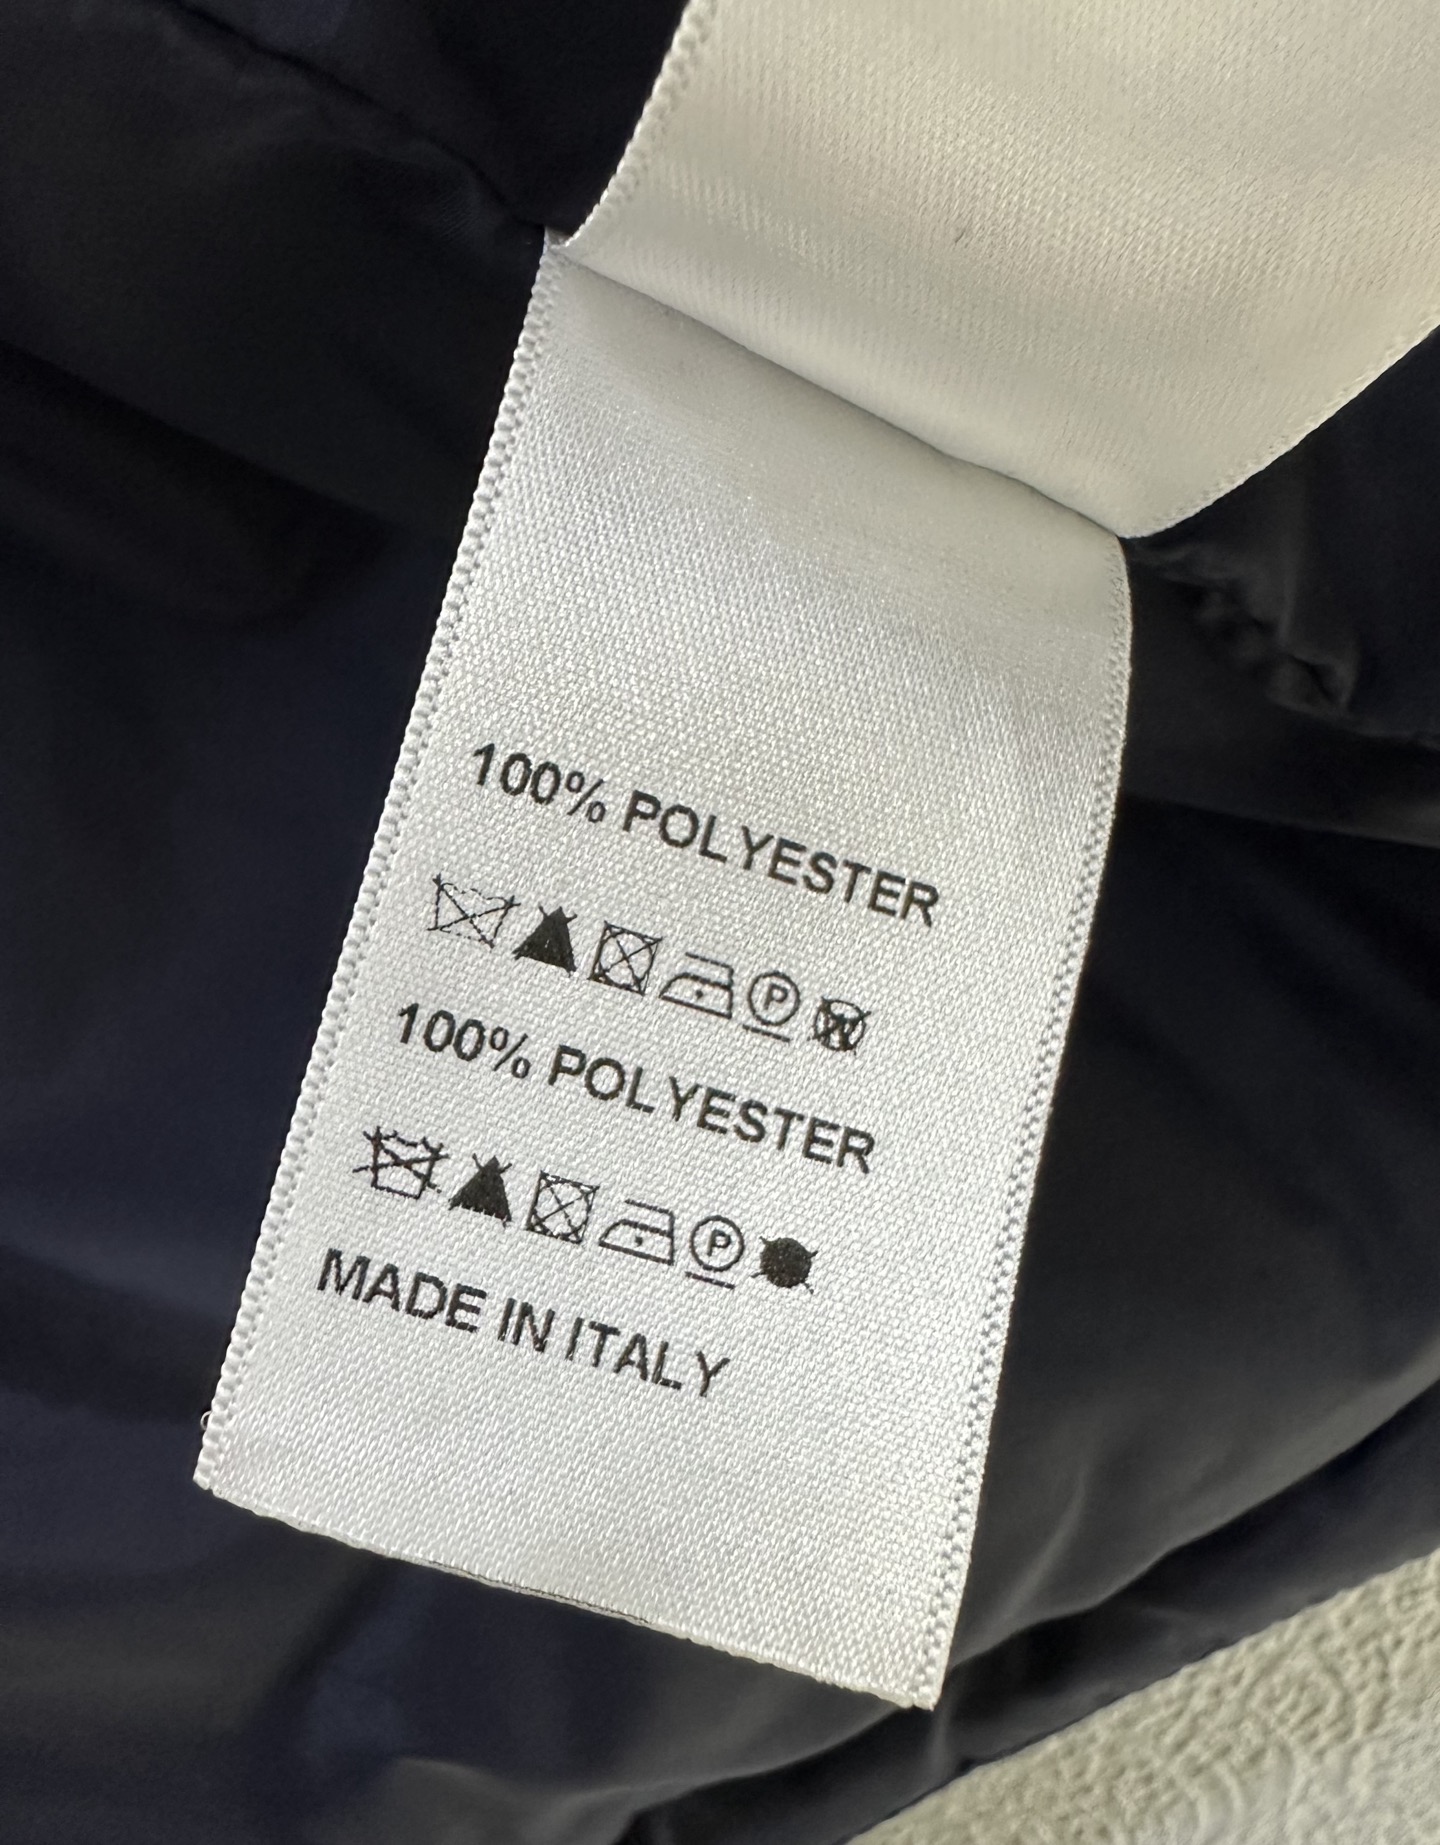 100% POLYESTER
P W
100% POLYESTER
P
MADE IN ITALY